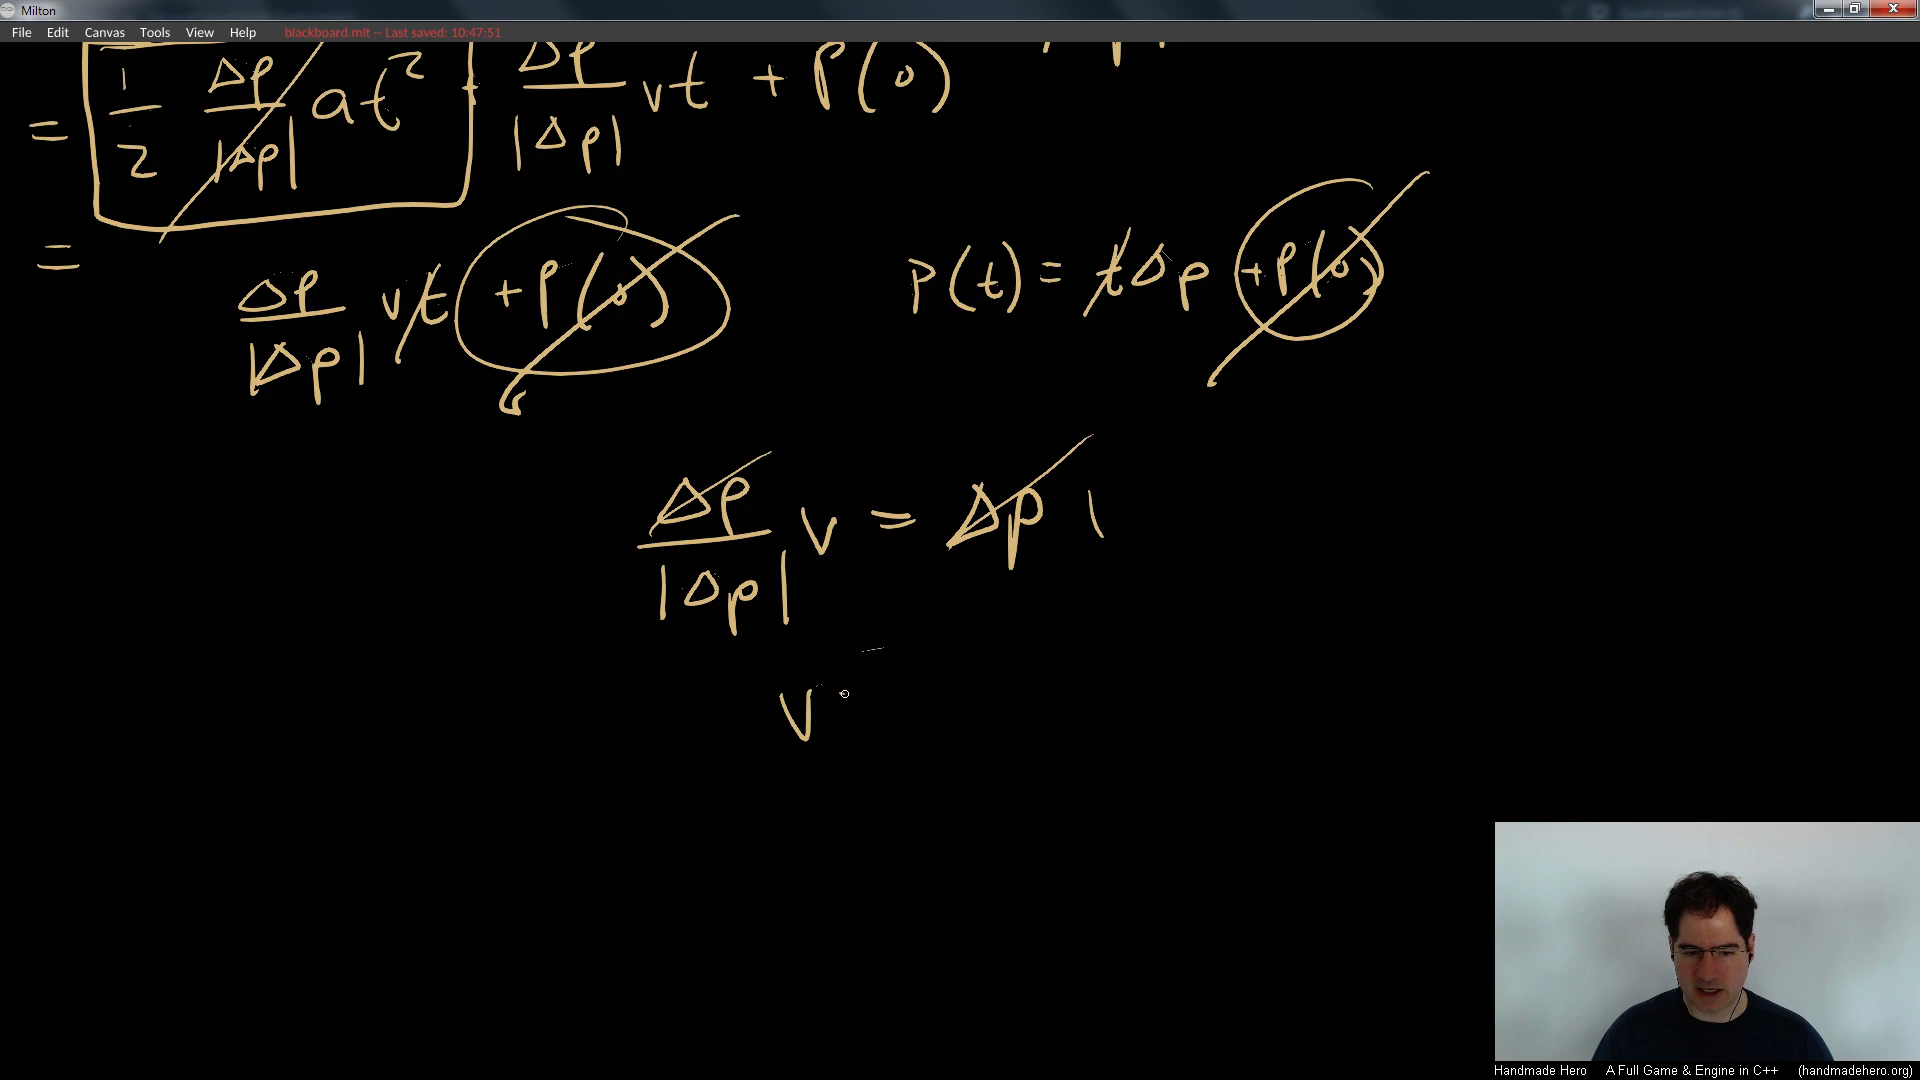 Milton
File Edit Canvas Tools View Help blackboard.mlt -- Last saved: 10:47:51
= 1/2 Δp/|Δp| at² + Δp/|Δp| vt + P(0)
= Δp/|Δp| vt + P(0)
P(t) = tΔp + P(0)
Δp/|Δp| v = Δp 1
v
Handmade Hero A Full Game & Engine in C++ (handmadehero.org)